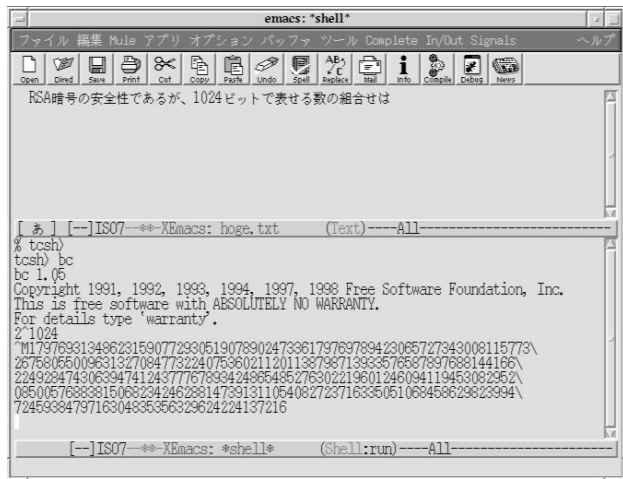 emacs: *shell*
ファイル 編集 Mule アプリ オプション バッファ ツール Complete In/Out Signals ヘルプ
Open Dired Save Print Cut Copy Paste Undo Spell Replace Mail Info Compile Debug News
RSA暗号の安全性であるが、1024ビットで表せる数の組合せは
[ あ ] [--]ISO7--**-XEmacs: hoge.txt (Text)----All----------------------------
% tcsh>
tcsh> bc
bc 1.05
Copyright 1991, 1992, 1993, 1994, 1997, 1998 Free Software Foundation, Inc.
This is free software with ABSOLUTELY NO WARRANTY.
For details type `warranty'.
2^1024
^M17976931348623159077293051907890247336179769789423065727343008115773\
26758055009631327084773224075360211201138798713933576587897688144166\
22492847430639474124377767893424865485276302219601246094119453082952\
08500576883815068234246288147391311054082723716335051068458629823994\
7245938479716304835356329624224137216
[--]ISO7--**-XEmacs: *shell* (Shell:run)----All------------------------